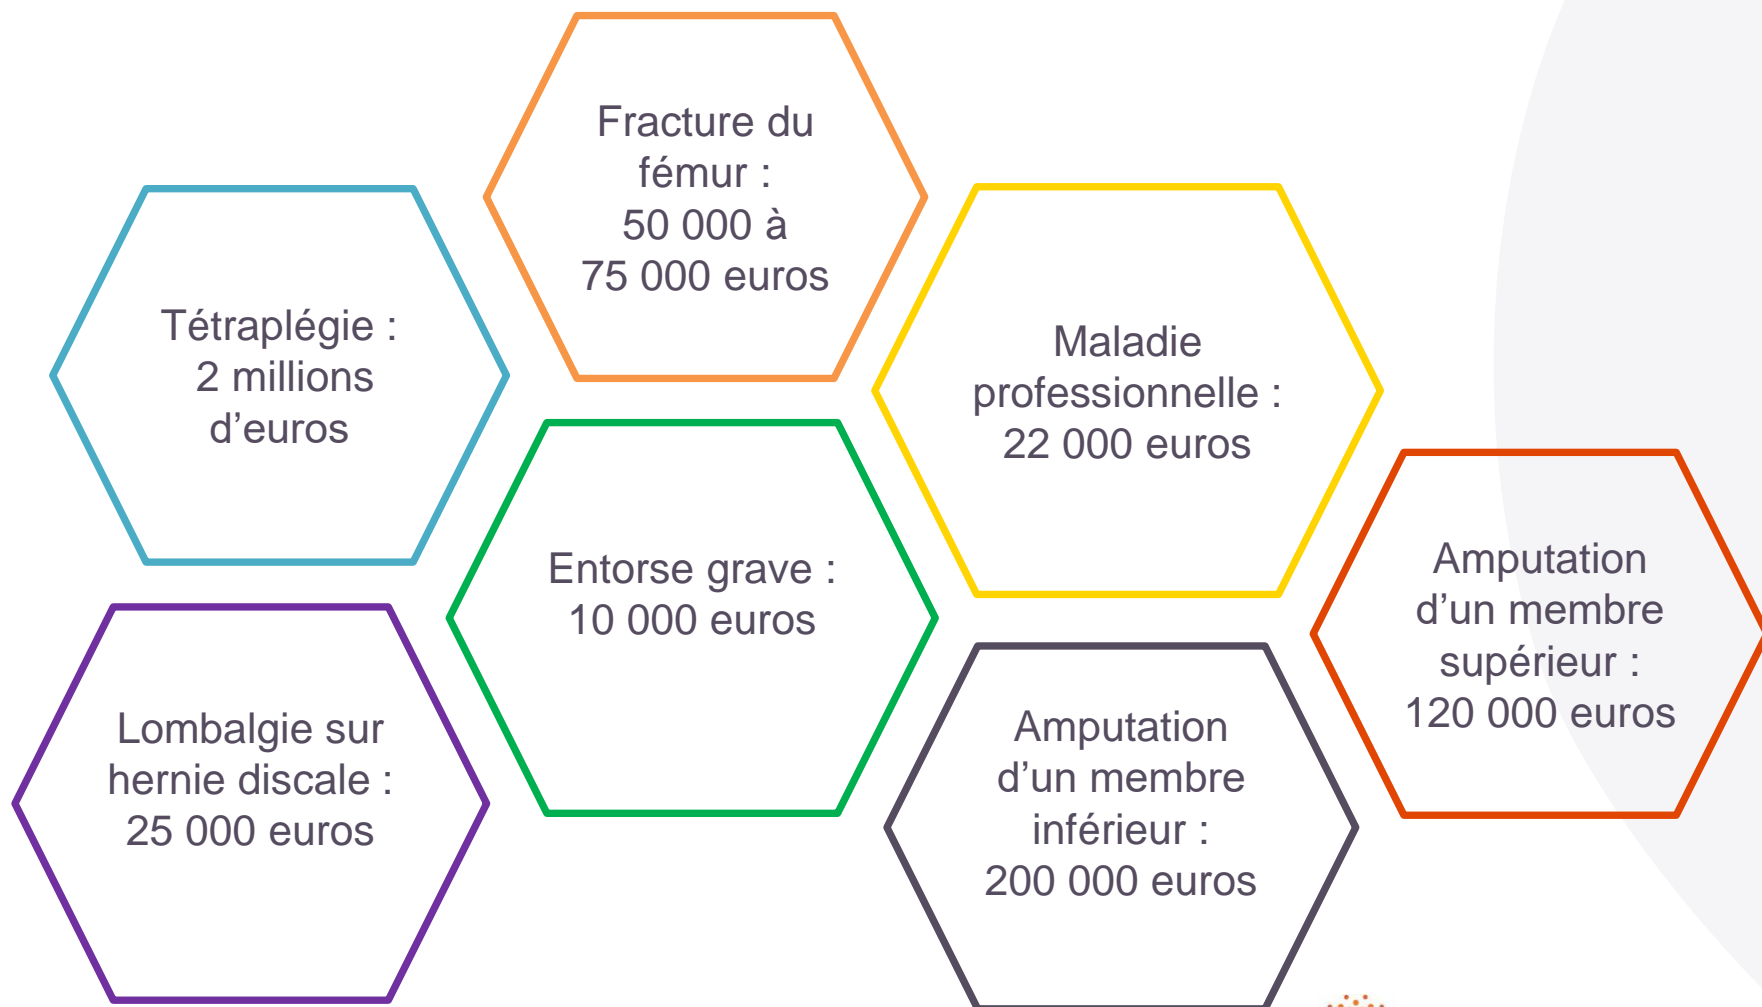 Fracture du
fémur :
50 000 à
75 000 euros
Tétraplégie :
2 millions
d’euros
Maladie
professionnelle :
22 000 euros
Entorse grave :
10 000 euros
Amputation
d’un membre
supérieur :
120 000 euros
Lombalgie sur
hernie discale :
25 000 euros
Amputation
d’un membre
inférieur :
200 000 euros